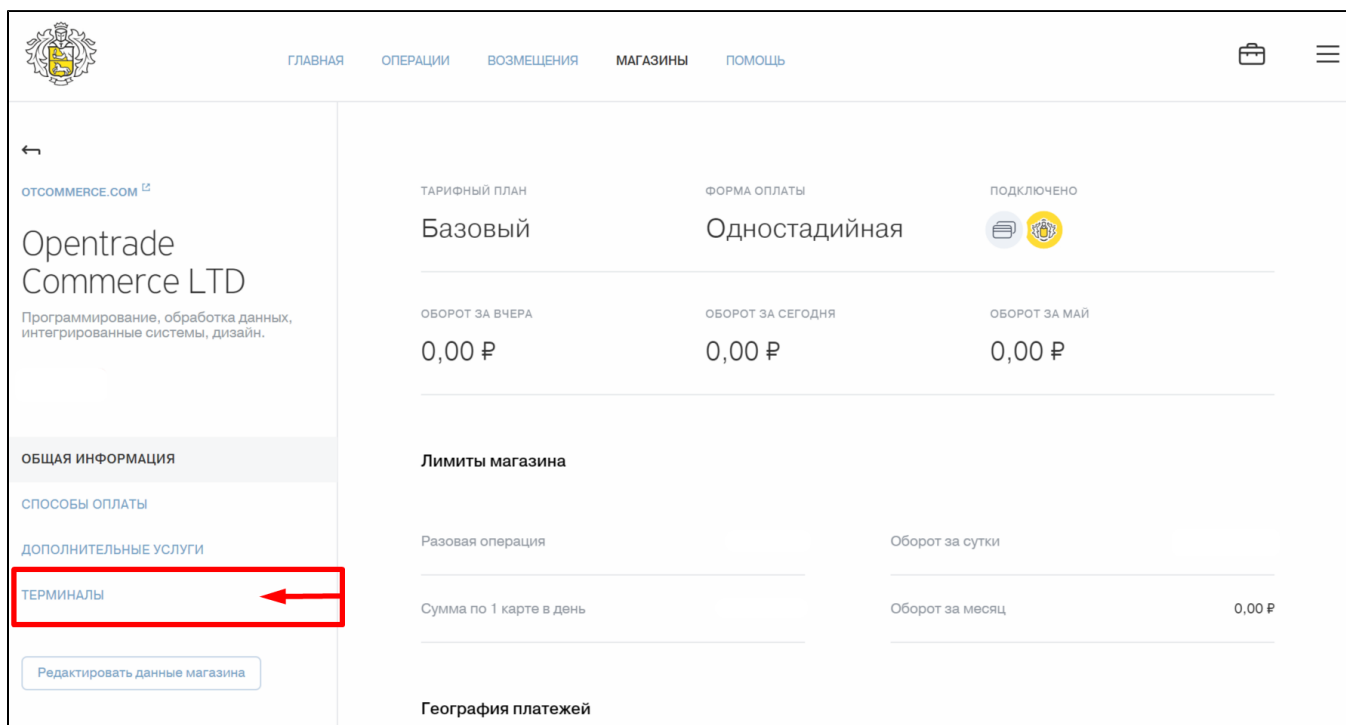 ГЛАВНАЯ ОПЕРАЦИИ ВОЗМЕЩЕНИЯ МАГАЗИНЫ ПОМОЩЬ
OTCOMMERCE.COM
Opentrade
Commerce LTD
Программирование, обработка данных,
интегрированные системы, дизайн.
ОБЩАЯ ИНФОРМАЦИЯ
СПОСОБЫ ОПЛАТЫ
ДОПОЛНИТЕЛЬНЫЕ УСЛУГИ
ТЕРМИНАЛЫ
Редактировать данные магазина
ТАРИФНЫЙ ПЛАН ФОРМА ОПЛАТЫ ПОДКЛЮЧЕНО
Базовый Одностадийная
ОБОРОТ ЗА ВЧЕРА ОБОРОТ ЗА СЕГОДНЯ ОБОРОТ ЗА МАЙ
0,00 ₽ 0,00 ₽ 0,00 ₽
Лимиты магазина
Разовая операция Оборот за сутки
Сумма по 1 карте в день Оборот за месяц 0,00 ₽
География платежей